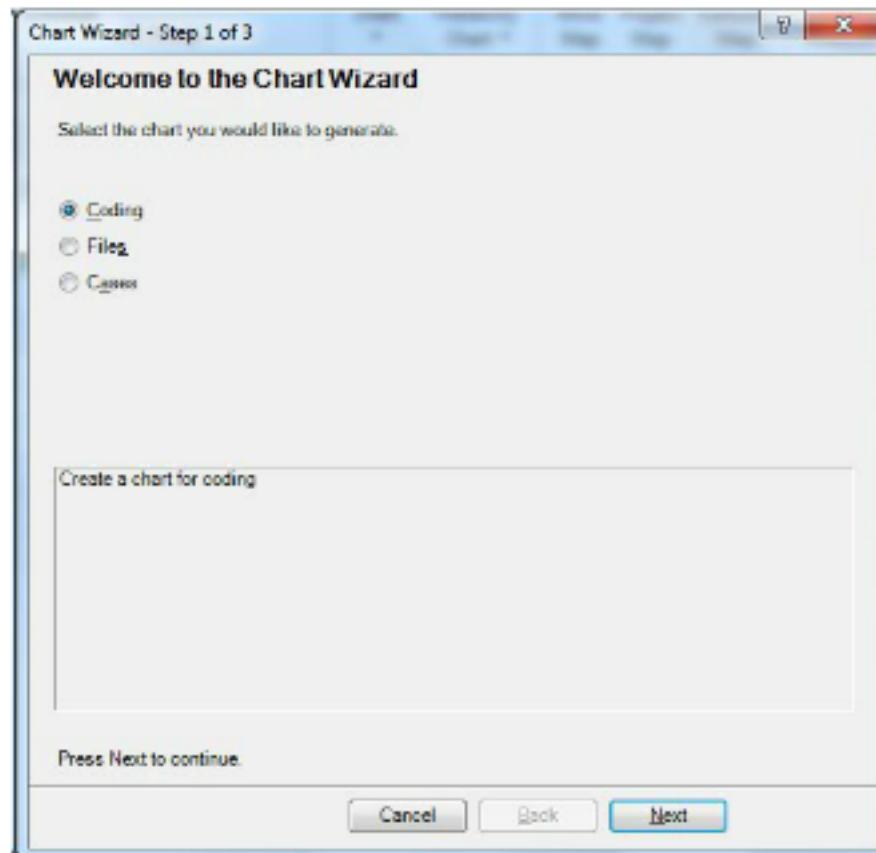 Chart Wizard - Step 1 of 3
Welcome to the Chart Wizard
Select the chart you would like to generate.
Coding
Files
Cases
Create a chart for coding
Press Next to continue.
Cancel
Back
Next